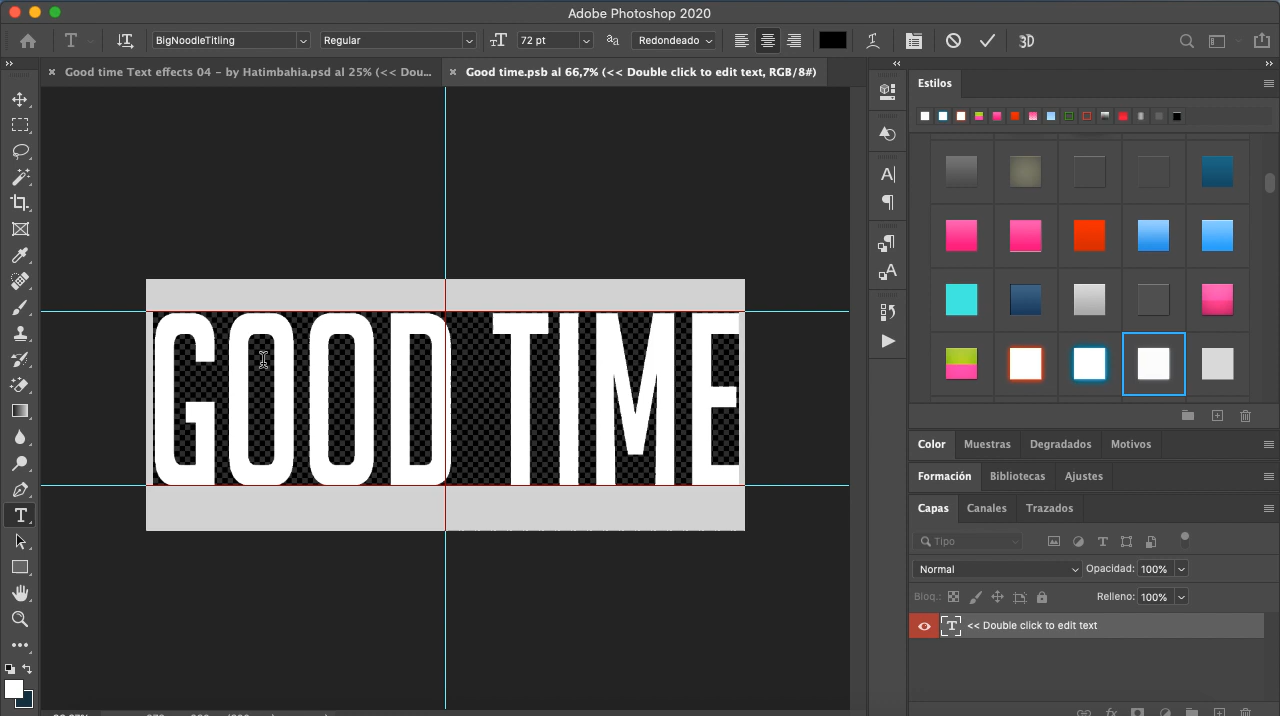 Adobe Photoshop 2020
BigNoodleTitling Regular 72 pt Redondeado 3D
Good time Text effects 04 – by Hatimbahia.psd al 25% (<< Dou...
Good time.psb al 66,7% (<< Double click to edit text, RGB/8#)
Estilos
GOOD TIME
Color Muestras Degradados Motivos
Formación Bibliotecas Ajustes
Capas Canales Trazados
Tipo
Normal Opacidad: 100%
Bloq.: Relleno: 100%
<< Double click to edit text